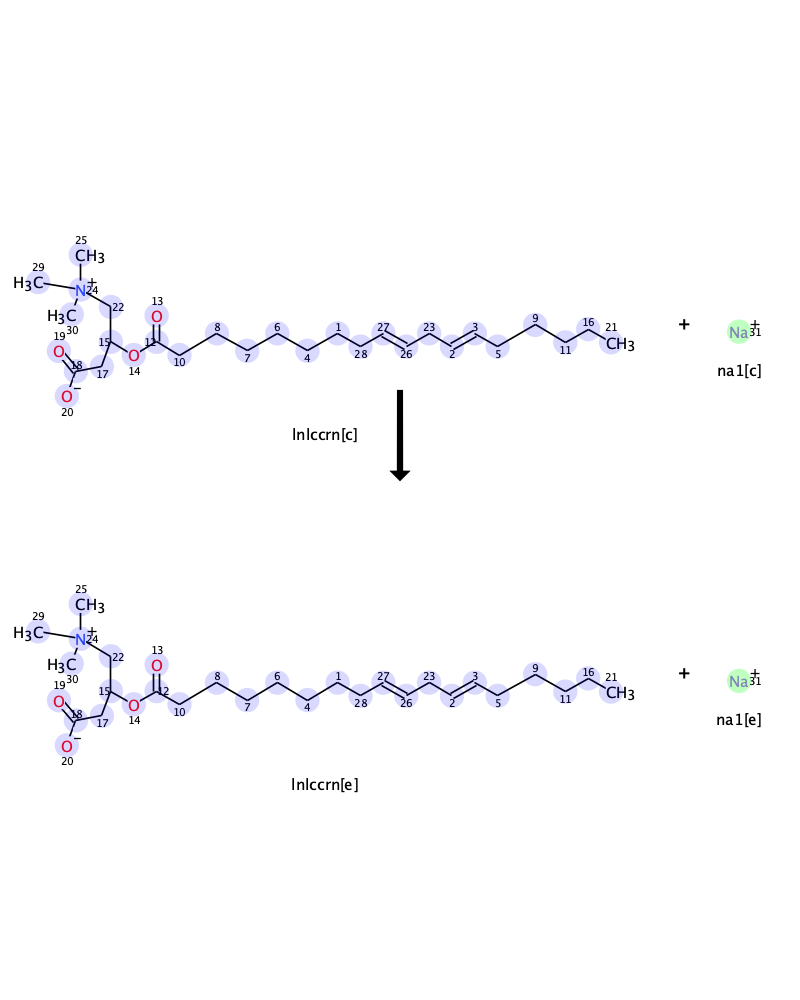 25
CH3
29
H3C
N+
24
22
H3C
30
13
O
19
O
18
15
17
O
14
12
10
8
7
6
4
1
28
27
26
23
2
3
5
9
11
16
21
CH3
O−
20
+
Na+
31
na1[c]
lnlccrn[c]
25
CH3
29
H3C
N+
24
22
H3C
30
13
O
19
O
18
15
17
O
14
12
10
8
7
6
4
1
28
27
26
23
2
3
5
9
11
16
21
CH3
O−
20
+
Na+
31
na1[e]
lnlccrn[e]